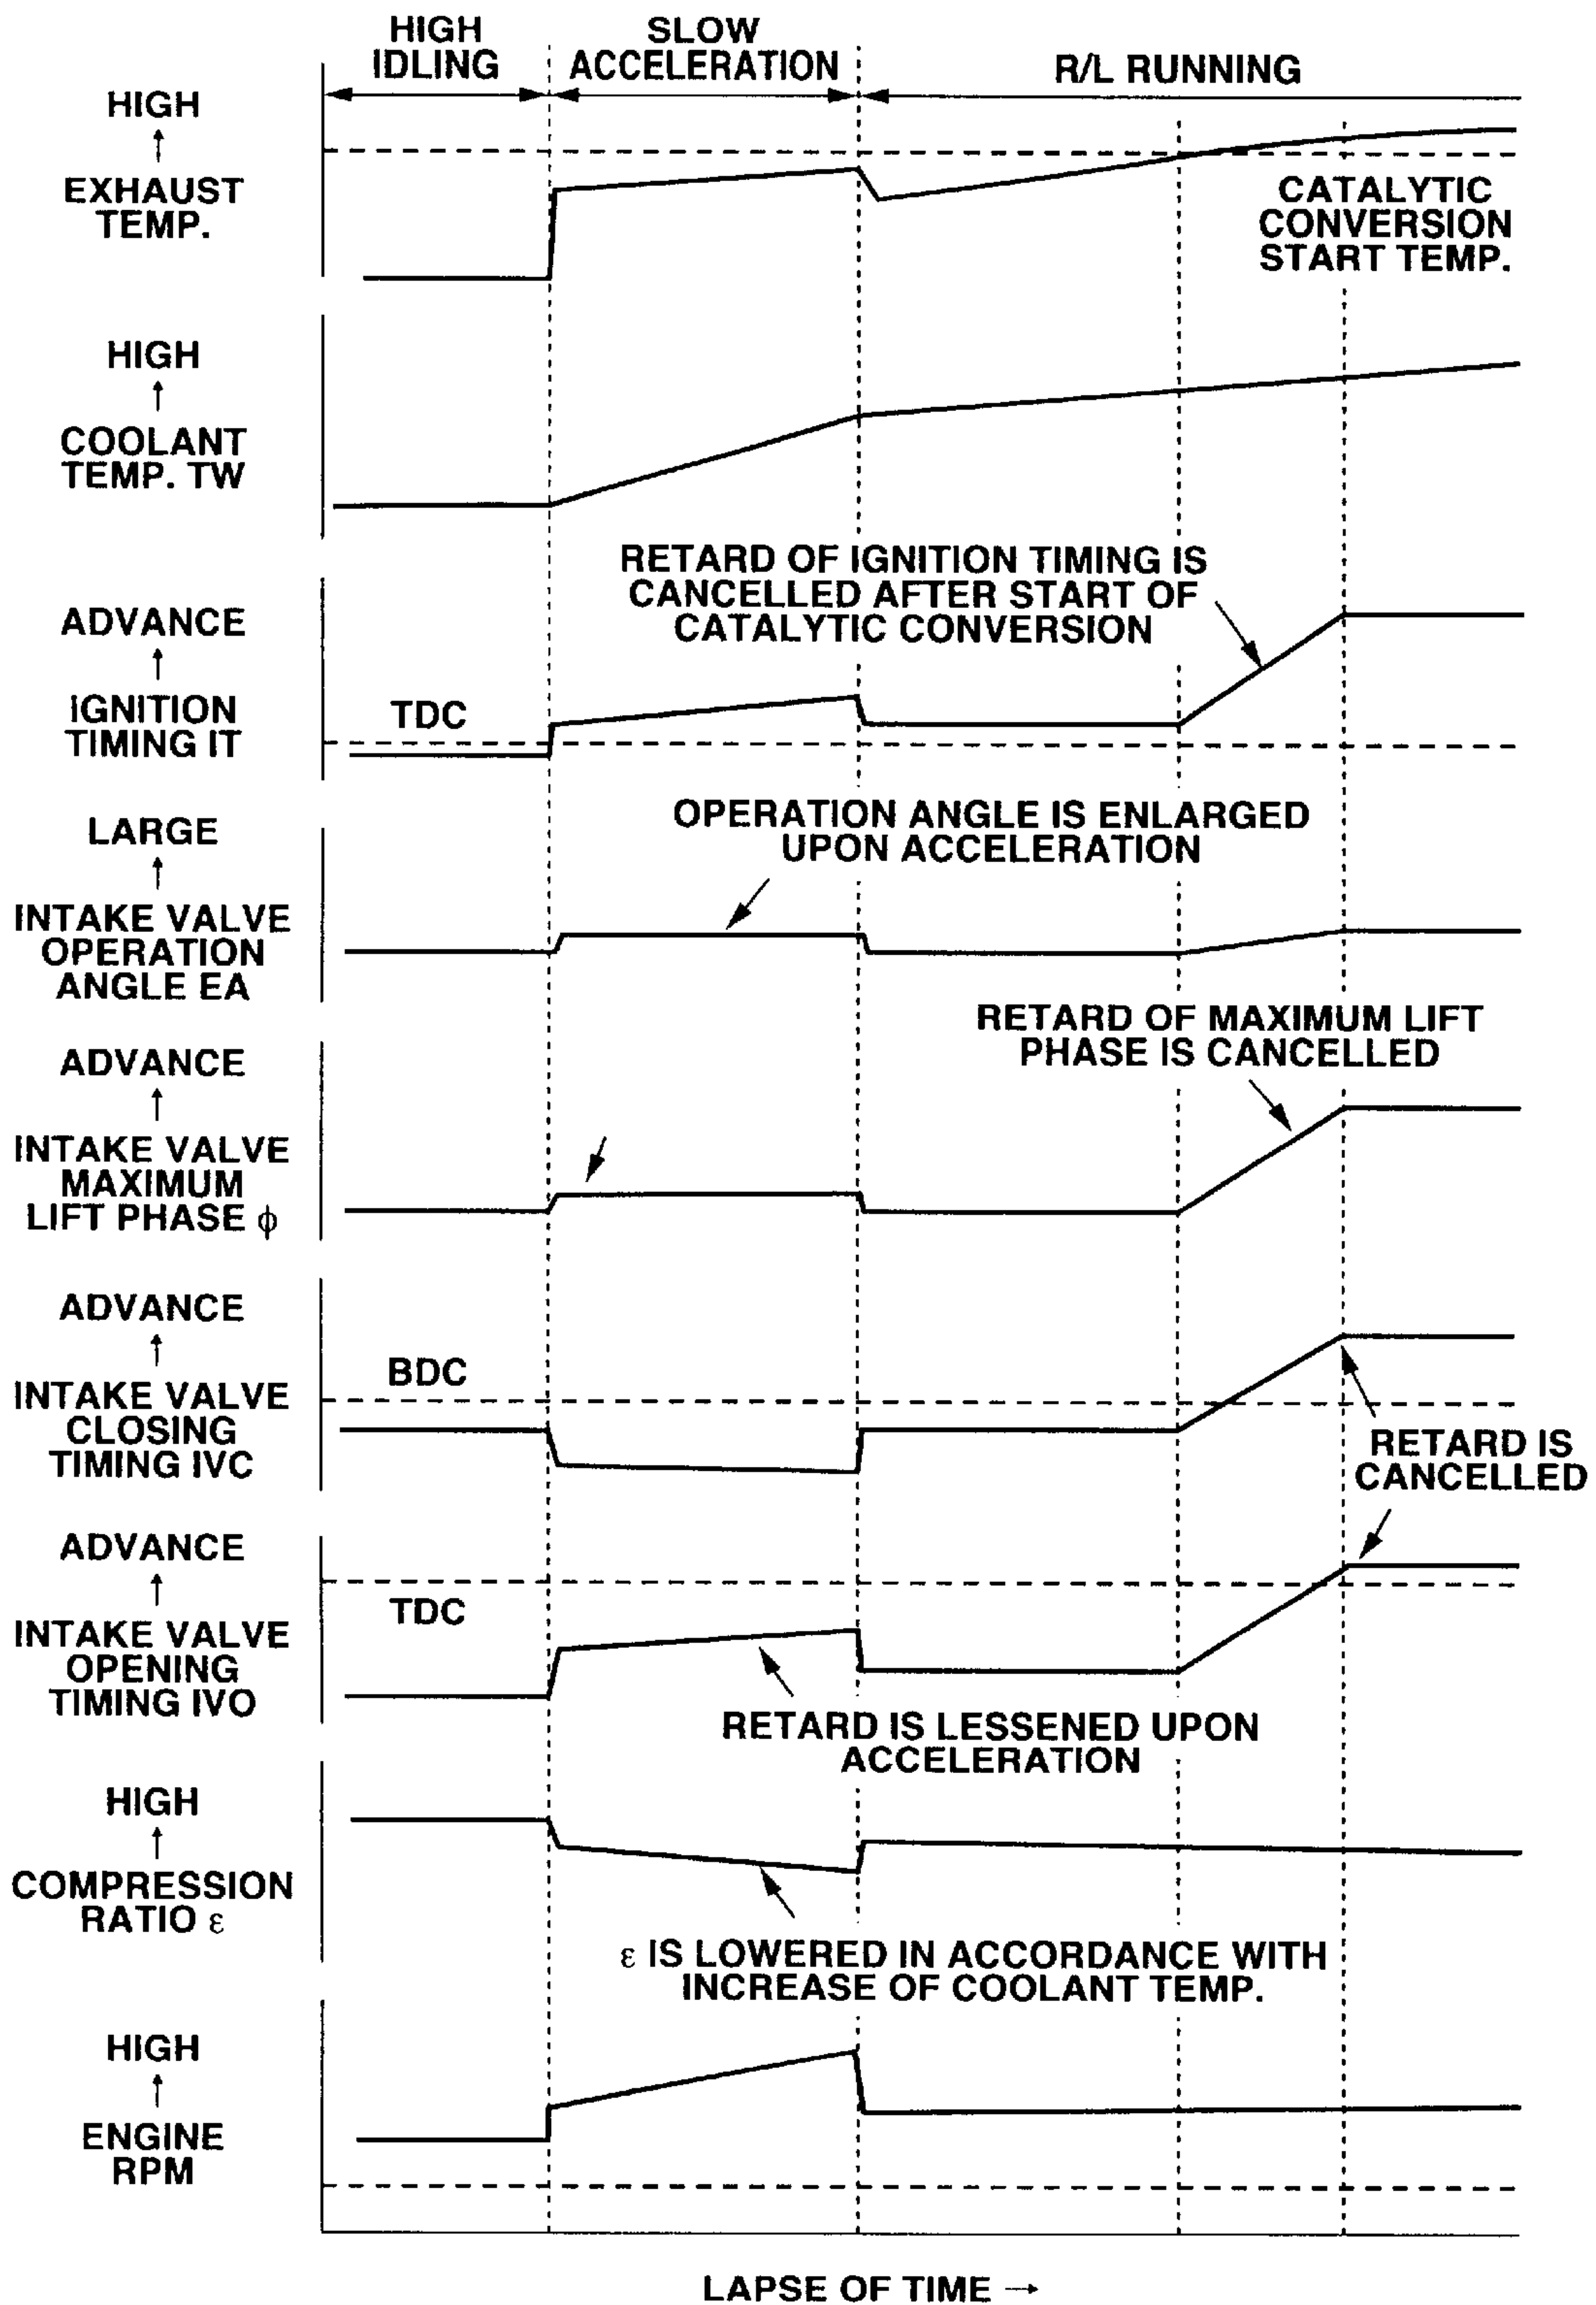 HIGH
IDLING
SLOW
ACCELERATION
R/L RUNNING
HIGH
↑
EXHAUST
TEMP.
CATALYTIC
CONVERSION
START TEMP.
HIGH
↑
COOLANT
TEMP. TW
RETARD OF IGNITION TIMING IS
CANCELLED AFTER START OF
CATALYTIC CONVERSION
ADVANCE
↑
IGNITION
TIMING IT
TDC
OPERATION ANGLE IS ENLARGED
UPON ACCELERATION
LARGE
↑
INTAKE VALVE
OPERATION
ANGLE EA
RETARD OF MAXIMUM LIFT
PHASE IS CANCELLED
ADVANCE
↑
INTAKE VALVE
MAXIMUM
LIFT PHASE ϕ
ADVANCE
↑
INTAKE VALVE
CLOSING
TIMING IVC
BDC
RETARD IS
CANCELLED
ADVANCE
↑
INTAKE VALVE
OPENING
TIMING IVO
TDC
RETARD IS LESSENED UPON
ACCELERATION
HIGH
↑
COMPRESSION
RATIO ε
ε IS LOWERED IN ACCORDANCE WITH
INCREASE OF COOLANT TEMP.
HIGH
↑
ENGINE
RPM
LAPSE OF TIME →